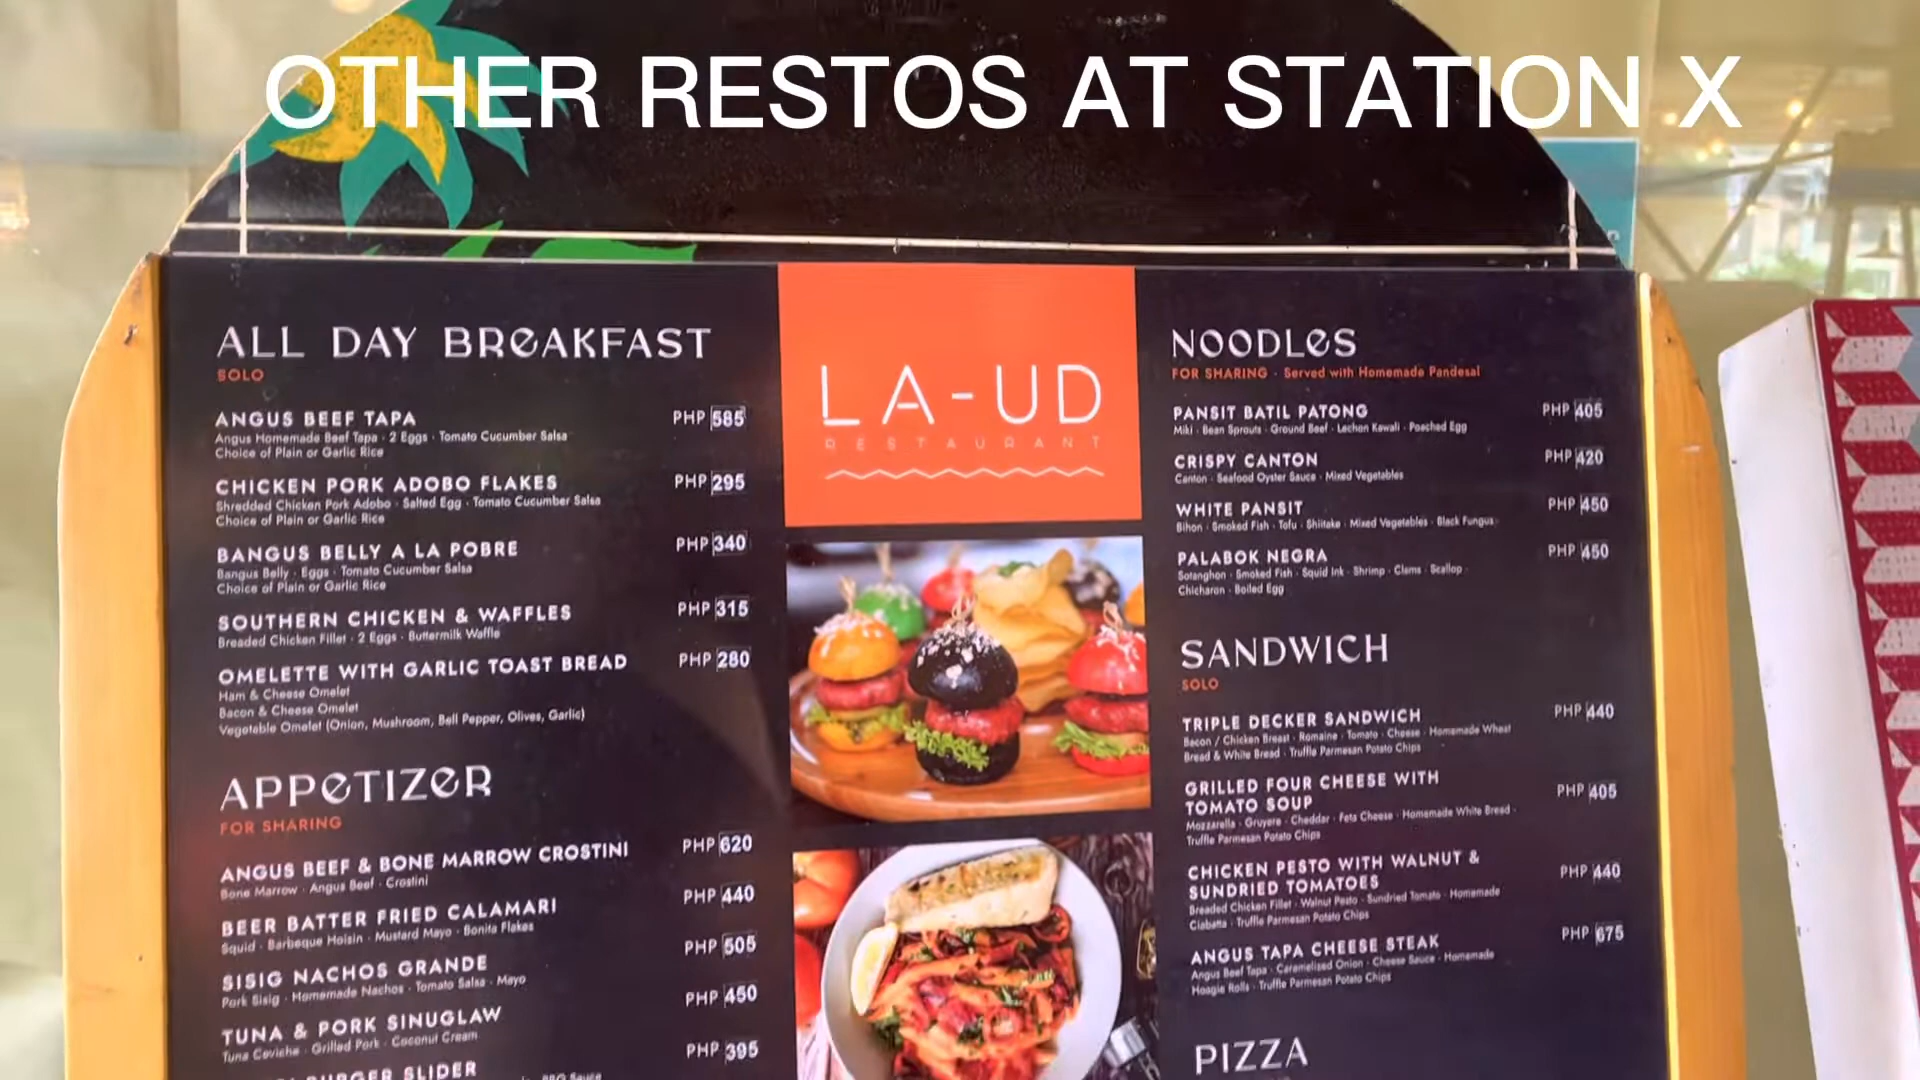 OTHER RESTOS AT STATION X
ALL DAY BREAKFAST
SOLO
ANGUS BEEF TAPA PHP 585
Angus Homemade Beef Tapa · 2 Eggs · Tomato Cucumber Salsa
Choice of Plain or Garlic Rice
CHICKEN PORK ADOBO FLAKES PHP 295
Shredded Chicken Pork Adobo · Salted Egg · Tomato Cucumber Salsa
Choice of Plain or Garlic Rice
BANGUS BELLY A LA POBRE PHP 340
Bangus Belly · Eggs · Tomato Cucumber Salsa
Choice of Plain or Garlic Rice
SOUTHERN CHICKEN & WAFFLES PHP 315
Breaded Chicken Fillet · 2 Eggs · Buttermilk Waffle
OMELETTE WITH GARLIC TOAST BREAD PHP 280
Ham & Cheese Omelet
Bacon & Cheese Omelet
Vegetable Omelet (Onion, Mushroom, Bell Pepper, Olives, Garlic)
APPETIZER
FOR SHARING
ANGUS BEEF & BONE MARROW CROSTINI PHP 620
Bone Marrow · Angus Beef · Crostini
BEER BATTER FRIED CALAMARI PHP 440
Squid · Barbeque Hoisin · Mustard Mayo · Bonita Flakes
SISIG NACHOS GRANDE PHP 505
Pork Sisig · Homemade Nachos · Tomato Salsa · Mayo
TUNA & PORK SINUGLAW PHP 450
Tuna Ceviche · Grilled Pork · Coconut Cream
BURGER SLIDER PHP 395
BBQ Sauce
LA-UD
RESTAURANT
NOODLES
FOR SHARING · Served with Homemade Pandesal
PANSIT BATIL PATONG PHP 405
Miki · Bean Sprouts · Ground Beef · Lechon Kawali · Poached Egg
CRISPY CANTON PHP 420
Canton · Seafood Oyster Sauce · Mixed Vegetables
WHITE PANSIT PHP 450
Bihon · Smoked Fish · Tofu · Shiitake · Mixed Vegetables · Black Fungus
PALABOK NEGRA PHP 450
Sotanghon · Smoked Fish · Squid Ink · Shrimp · Clams · Scallop ·
Chicharon · Boiled Egg
SANDWICH
SOLO
TRIPLE DECKER SANDWICH PHP 440
Bacon / Chicken Breast · Romaine · Tomato · Cheese · Homemade Wheat
Bread & White Bread · Truffle Parmesan Potato Chips
GRILLED FOUR CHEESE WITH
TOMATO SOUP PHP 405
Mozzarella · Gruyere · Cheddar · Feta Cheese · Homemade White Bread ·
Truffle Parmesan Potato Chips
CHICKEN PESTO WITH WALNUT &
SUNDRIED TOMATOES PHP 440
Breaded Chicken Fillet · Walnut Pesto · Sundried Tomato · Homemade
Ciabatta · Truffle Parmesan Potato Chips
ANGUS TAPA CHEESE STEAK PHP 675
Angus Beef Tapa · Caramelised Onion · Cheese Sauce · Homemade
Hoagie Rolls · Truffle Parmesan Potato Chips
PIZZA